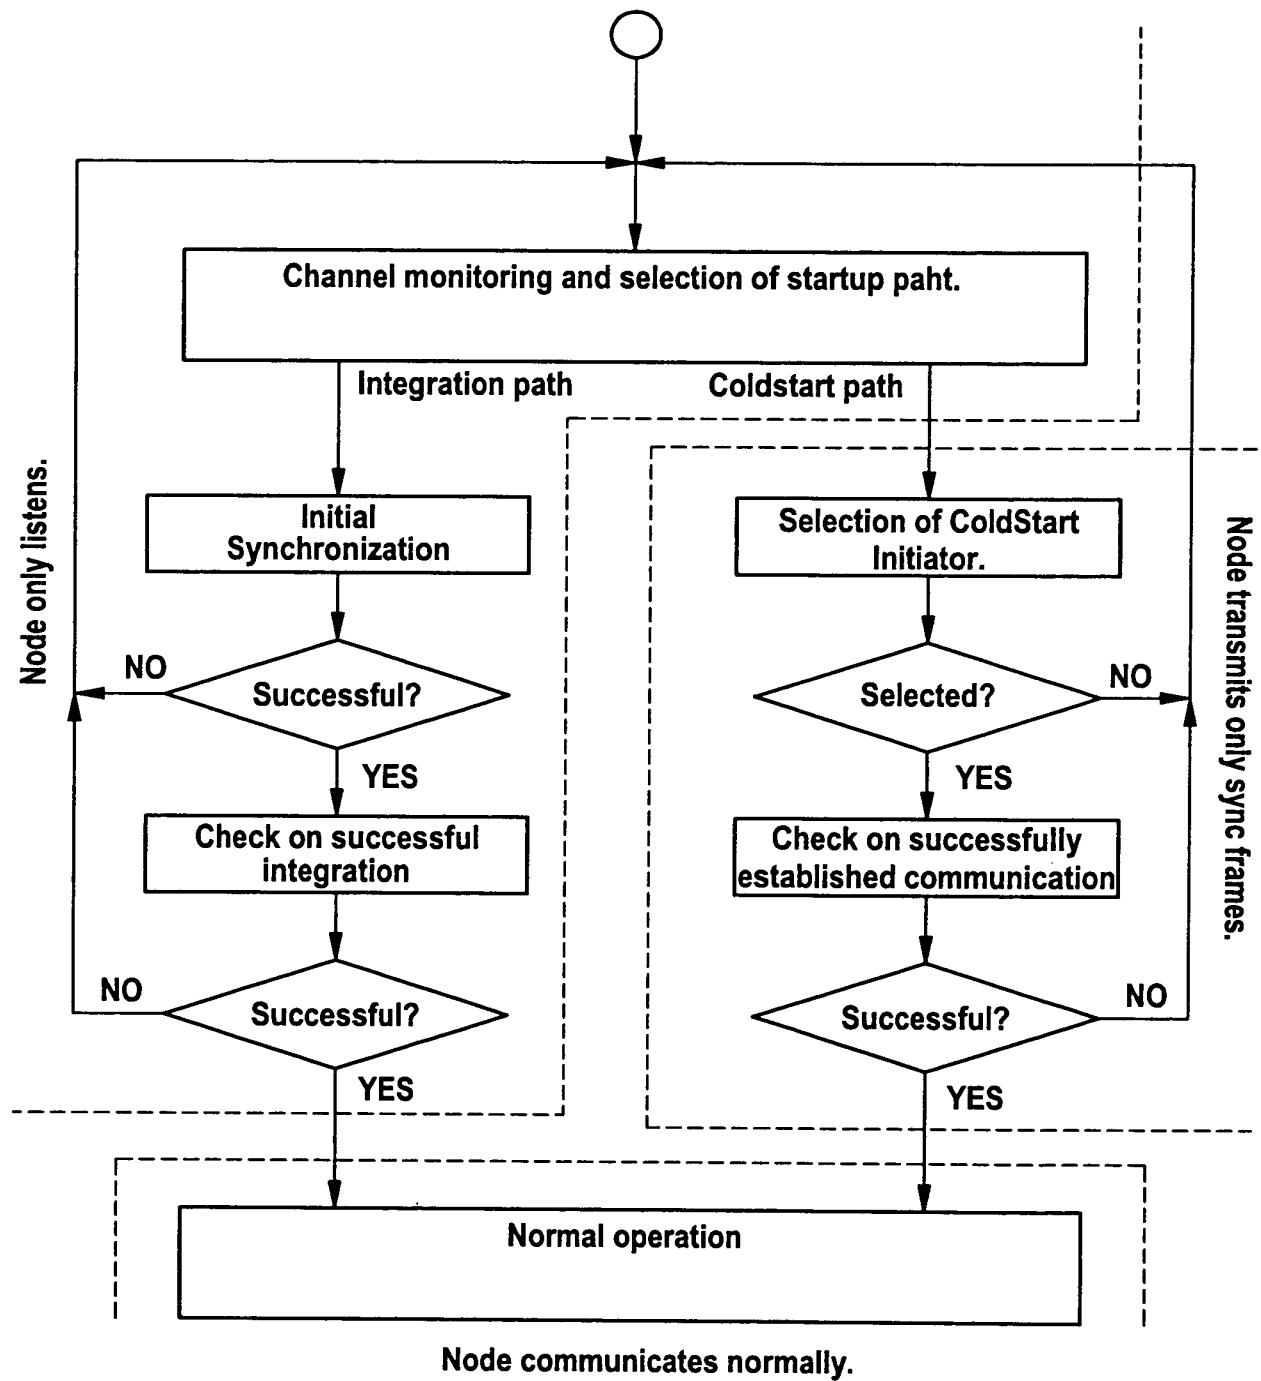 Channel monitoring and selection of startup paht.
Integration path
Coldstart path
Node only listens.
Initial
Synchronization
Selection of ColdStart
Initiator.
Node transmits only sync frames.
NO
Successful?
Selected?
NO
YES
YES
Check on successful
integration
Check on successfully
established communication
NO
Successful?
Successful?
NO
YES
YES
Normal operation
Node communicates normally.